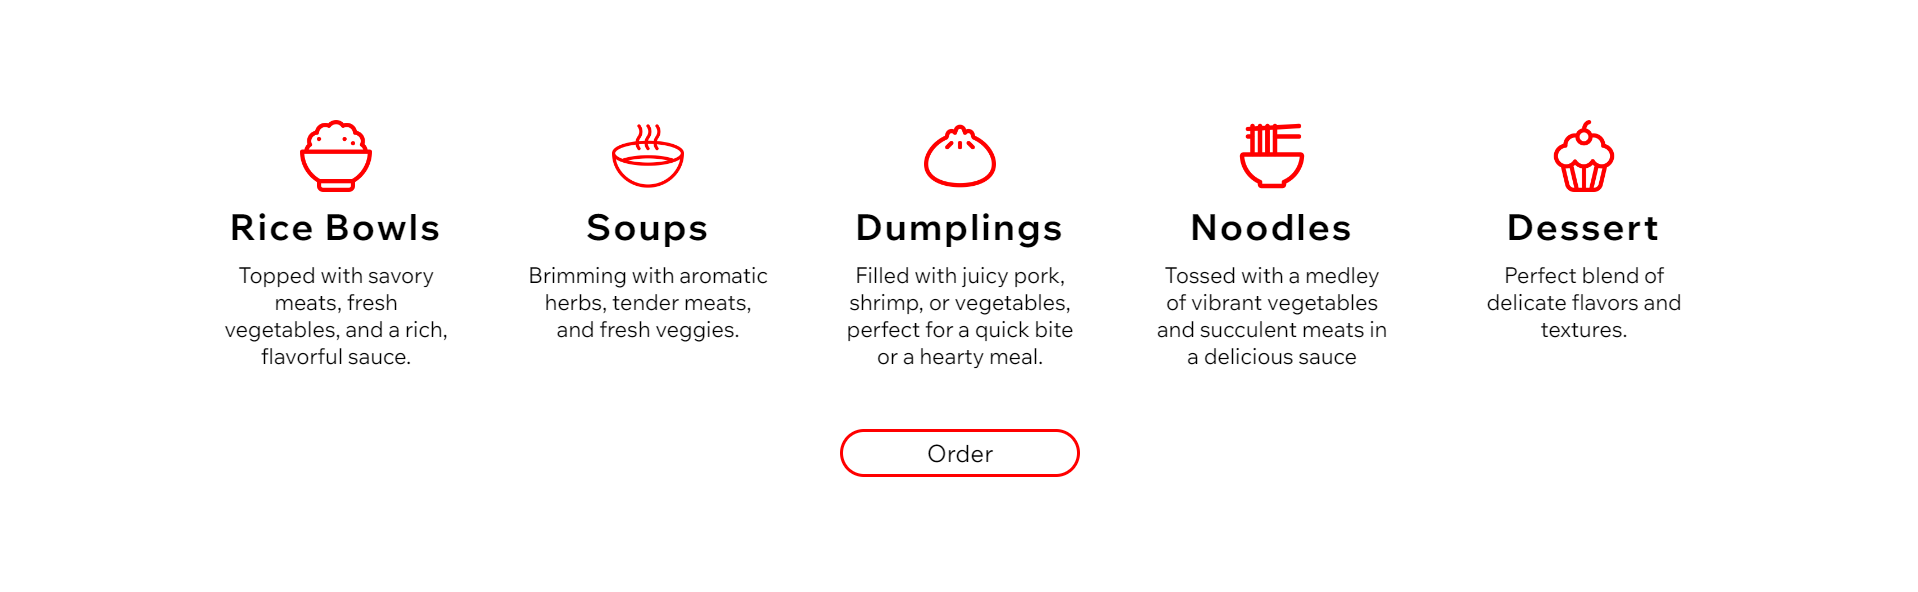 Rice Bowls
Topped with savory
meats, fresh
vegetables, and a rich,
flavorful sauce.
Soups
Brimming with aromatic
herbs, tender meats,
and fresh veggies.
Dumplings
Filled with juicy pork,
shrimp, or vegetables,
perfect for a quick bite
or a hearty meal.
Noodles
Tossed with a medley
of vibrant vegetables
and succulent meats in
a delicious sauce
Dessert
Perfect blend of
delicate flavors and
textures.
Order